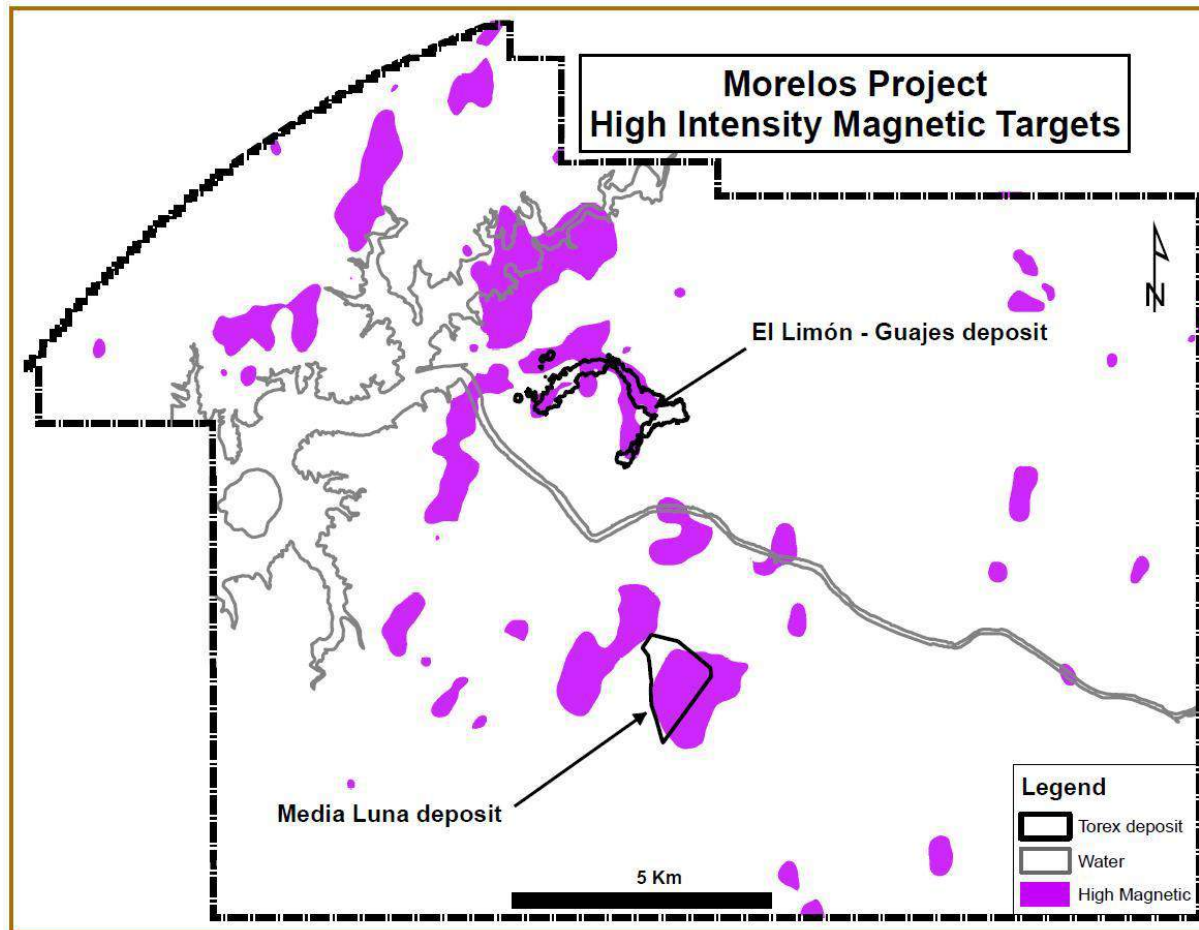 Morelos Project
High Intensity Magnetic Targets
N
El Limón - Guajes deposit
Media Luna deposit
5 Km
Legend
Torex deposit
Water
High Magnetic